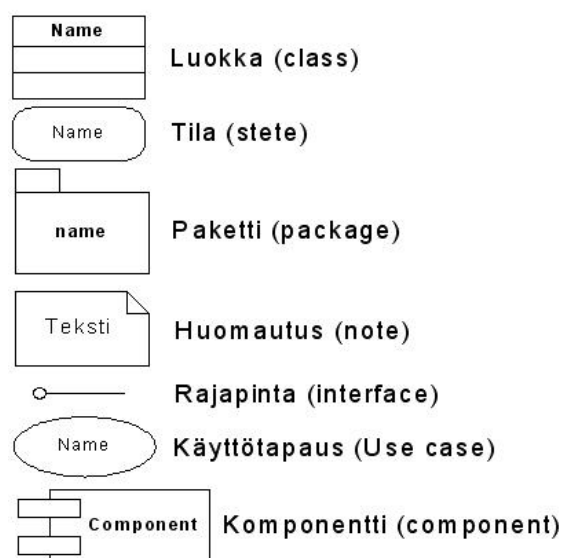 Name
Luokka (class)
Name
Tila (stete)
name
Paketti (package)
Teksti
Huomautus (note)
Rajapinta (interface)
Name
Käyttötapaus (Use case)
Component
Komponentti (component)